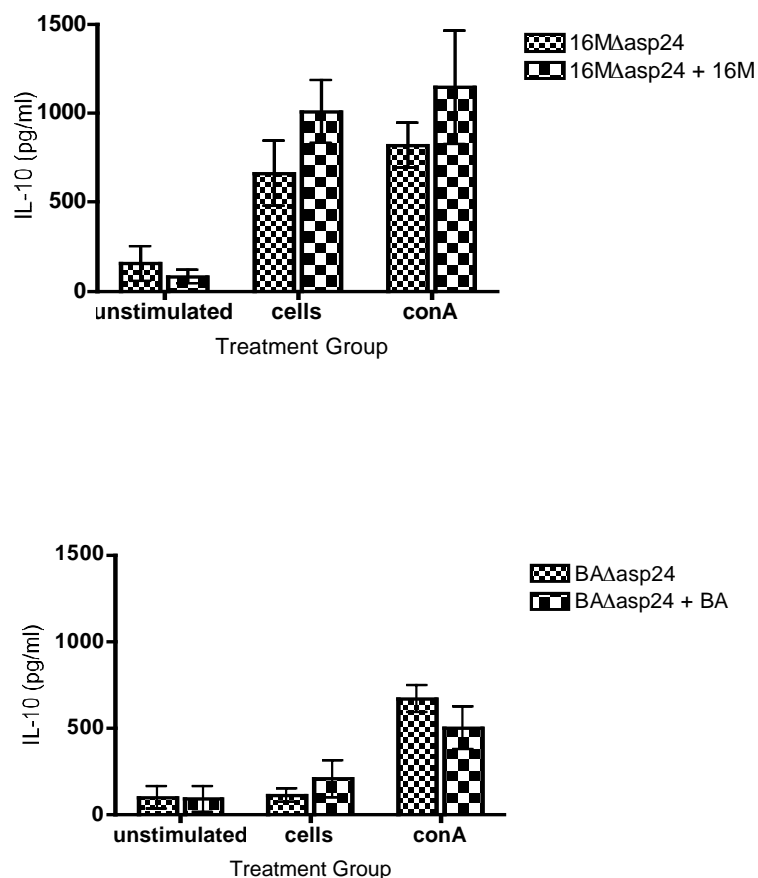 1500
1000
500
0
IL-10 (pg/ml)
unstimulated cells conA
Treatment Group
16MΔasp24
16MΔasp24 + 16M
1500
1000
500
0
IL-10 (pg/ml)
unstimulated cells conA
Treatment Group
BAΔasp24
BAΔasp24 + BA